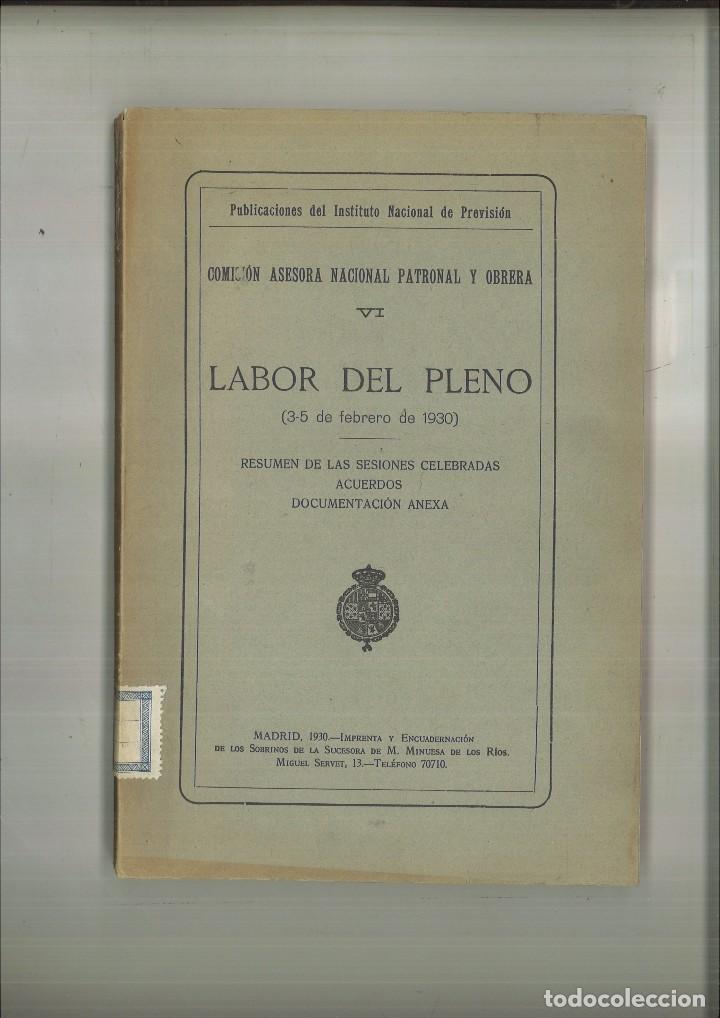 Publicaciones del Instituto Nacional de Previsión
COMISIÓN ASESORA NACIONAL PATRONAL Y OBRERA
VI
LABOR DEL PLENO
(3-5 de febrero de 1930)
RESUMEN DE LAS SESIONES CELEBRADAS
ACUERDOS
DOCUMENTACIÓN ANEXA
MADRID, 1930.—IMPRENTA Y ENCUADERNACIÓN
DE LOS SOBRINOS DE LA SUCESORA DE M. MINUESA DE LOS RÍOS.
MIGUEL SERVET, 13.—TELÉFONO 70710.
todocoleccion